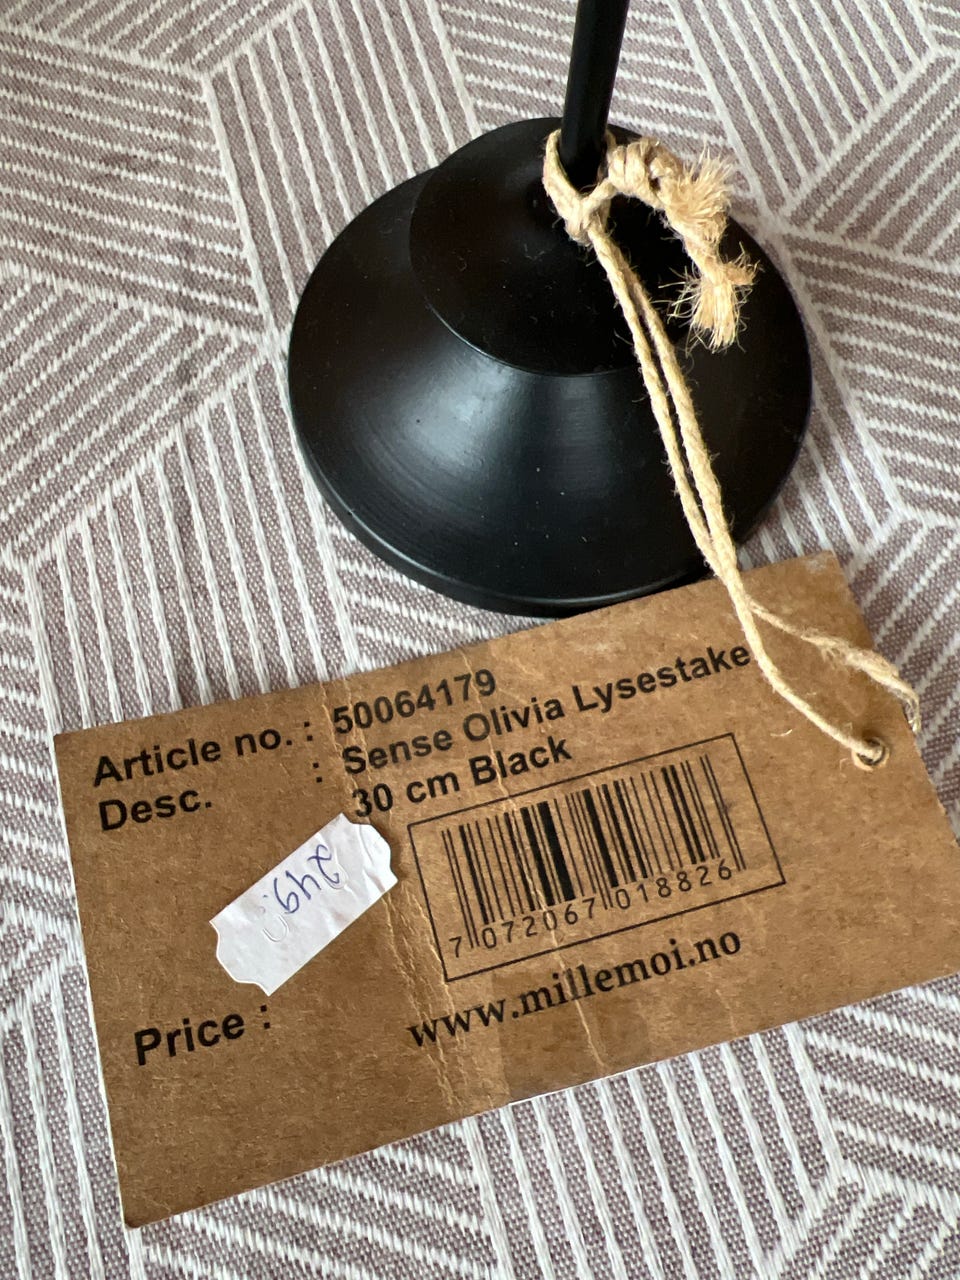 Article no. : 50064179
Desc. : Sense Olivia Lysestake
30 cm Black
249.-
7 072067 018826
www.millemoi.no
Price :